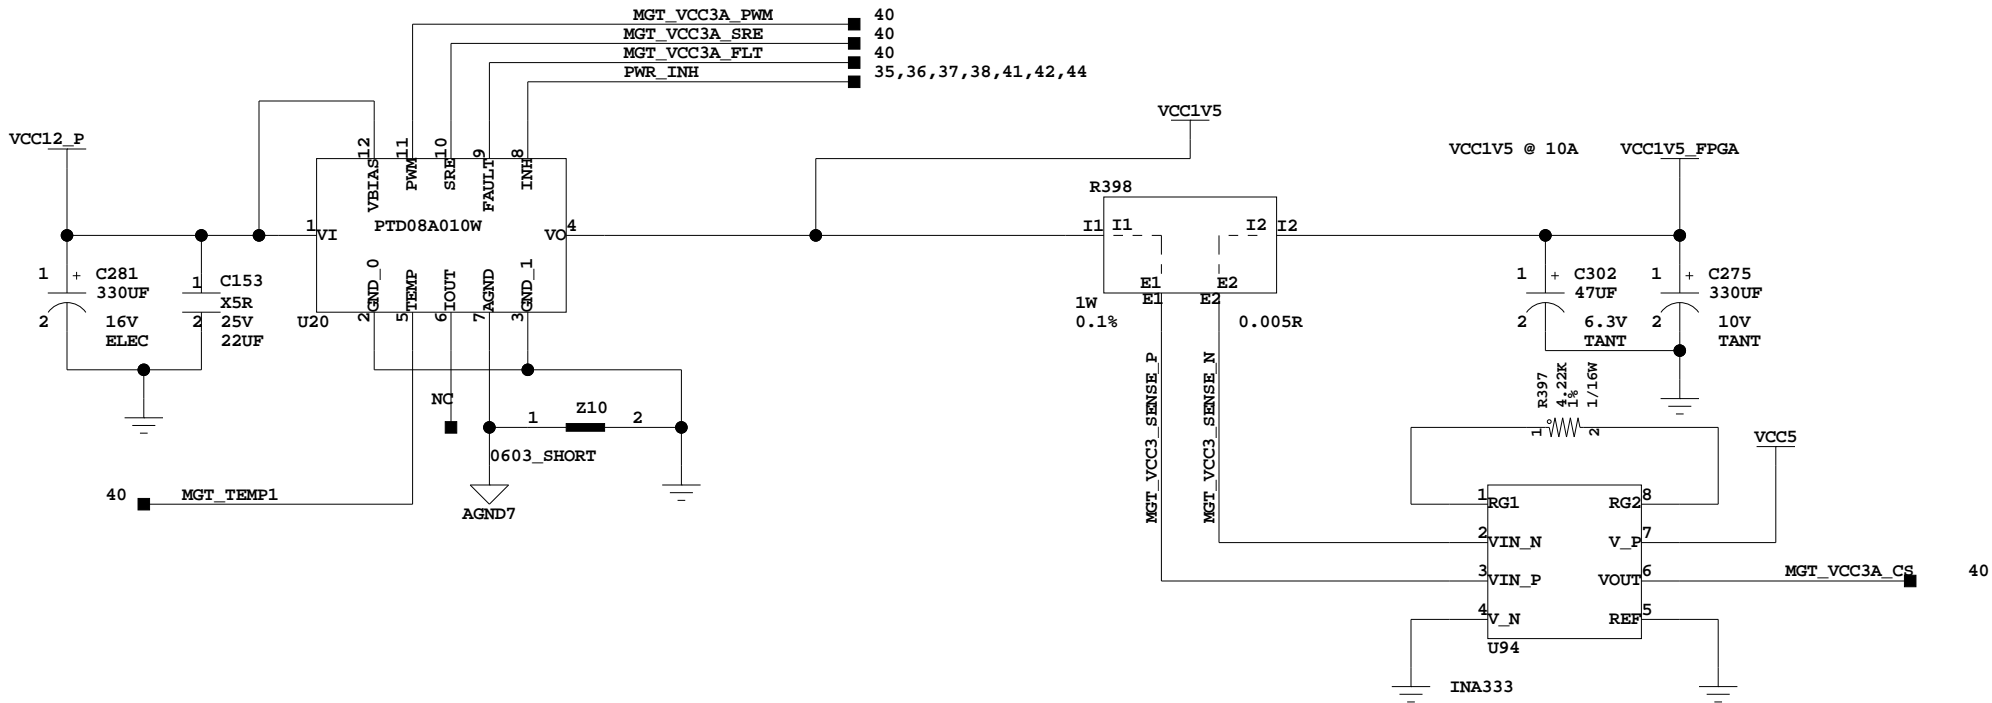 MGT_VCC3A_PWM 40
MGT_VCC3A_SRE 40
MGT_VCC3A_FLT 40
PWR_INH 35,36,37,38,41,42,44
VCC12_P
VCC1V5
VCC1V5 @ 10A
VCC1V5_FPGA
12 11 10 9 8
VBIAS PWM SRE FAULT INH
PTD08A010W
1 VI
VO 4
GND_0 TEMP IOUT AGND GND_1
2 5 6 7 3
U20
1 + C281
330UF
2 16V
ELEC
1 C153
X5R
2 25V
22UF
NC
1 Z10 2
0603_SHORT
AGND7
40 MGT_TEMP1
R398
I1 I1 I2 I2
E1 E2
E1 E2
1W
0.1%
0.005R
MGT_VCC3_SENSE_P
MGT_VCC3_SENSE_N
1 + C302
47UF
2 6.3V
TANT
1 + C275
330UF
2 10V
TANT
R397
4.22K
1%
1/16W
1 2
VCC5
1 RG1 RG2 8
2 VIN_N V_P 7
3 VIN_P VOUT 6
4 V_N REF 5
MGT_VCC3A_CS 40
U94
INA333